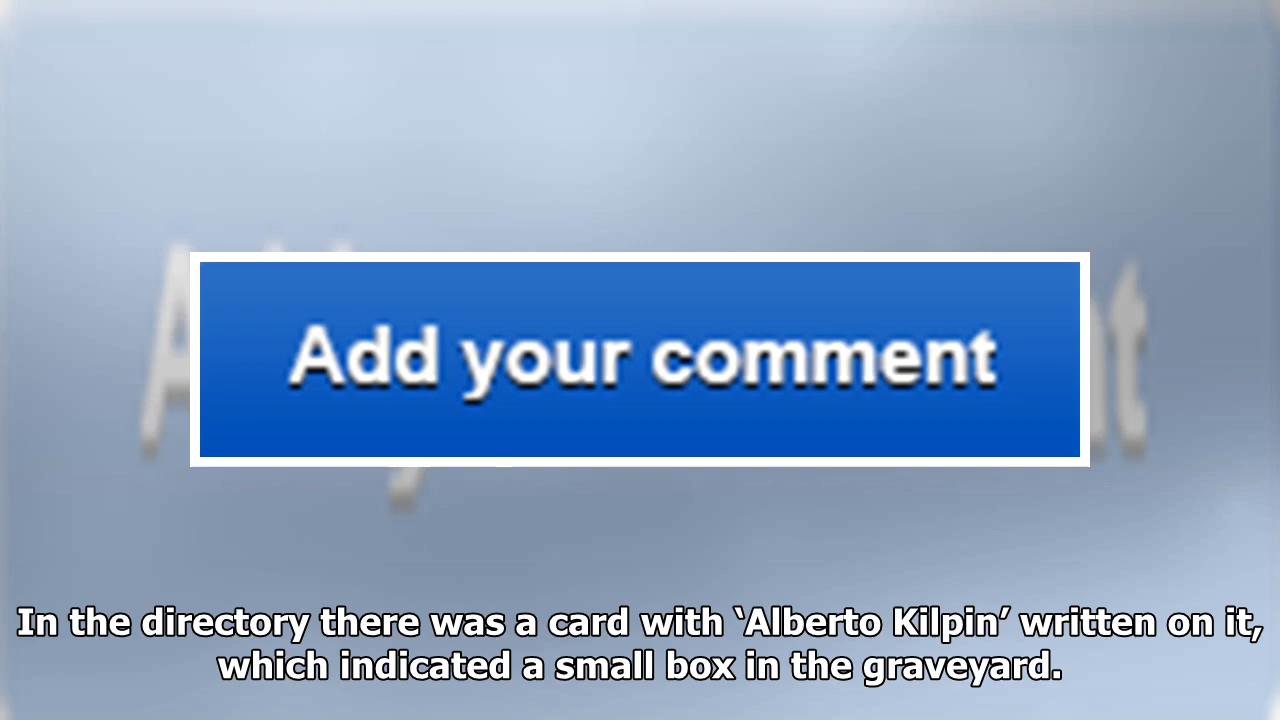 Add your comment
In the directory there was a card with ‘Alberto Kilpin’ written on it,
which indicated a small box in the graveyard.